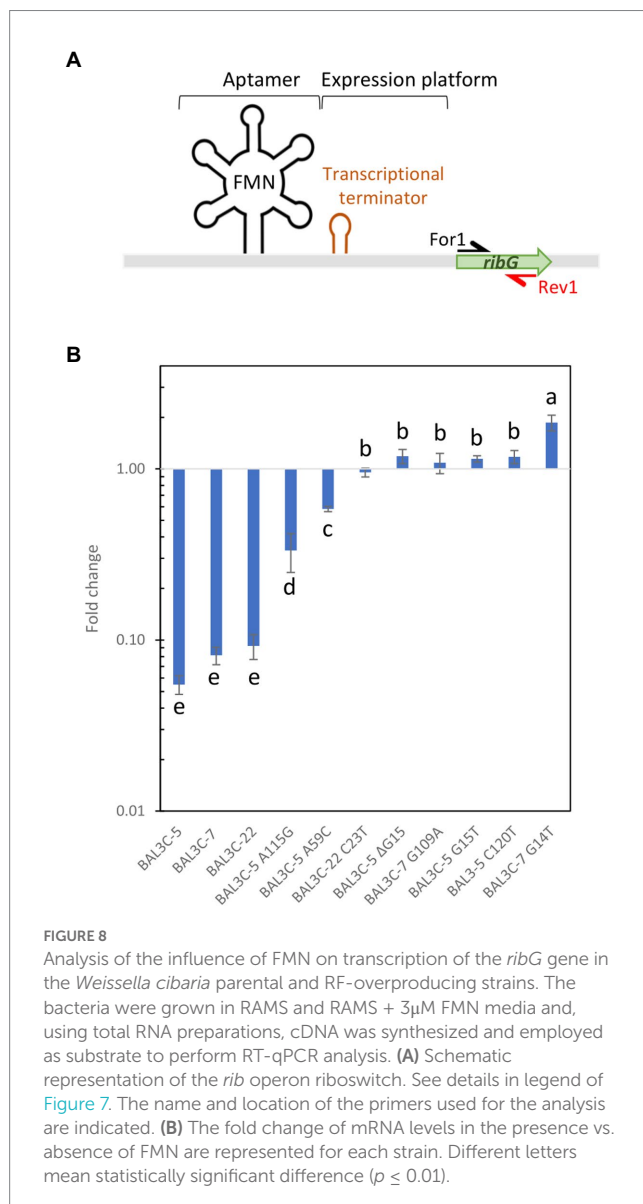 A
Aptamer Expression platform
FMN
Transcriptional
terminator
For1
ribG
Rev1
B
Fold change
1.00
0.10
0.01
e
e
e
d
c
b
b
b
b
b
a
BAL3C-5
BAL3C-7
BAL3C-22
BAL3C-5 A115G
BAL3C-5 A59C
BAL3C-22 C23T
BAL3C-5 ΔG15
BAL3C-7 G109A
BAL3C-5 G15T
BAL3-5 C120T
BAL3C-7 G14T
FIGURE 8
Analysis of the influence of FMN on transcription of the ribG gene in
the Weissella cibaria parental and RF-overproducing strains. The
bacteria were grown in RAMS and RAMS + 3μM FMN media and,
using total RNA preparations, cDNA was synthesized and employed
as substrate to perform RT-qPCR analysis. (A) Schematic
representation of the rib operon riboswitch. See details in legend of
Figure 7. The name and location of the primers used for the analysis
are indicated. (B) The fold change of mRNA levels in the presence vs.
absence of FMN are represented for each strain. Different letters
mean statistically significant difference (p ≤ 0.01).